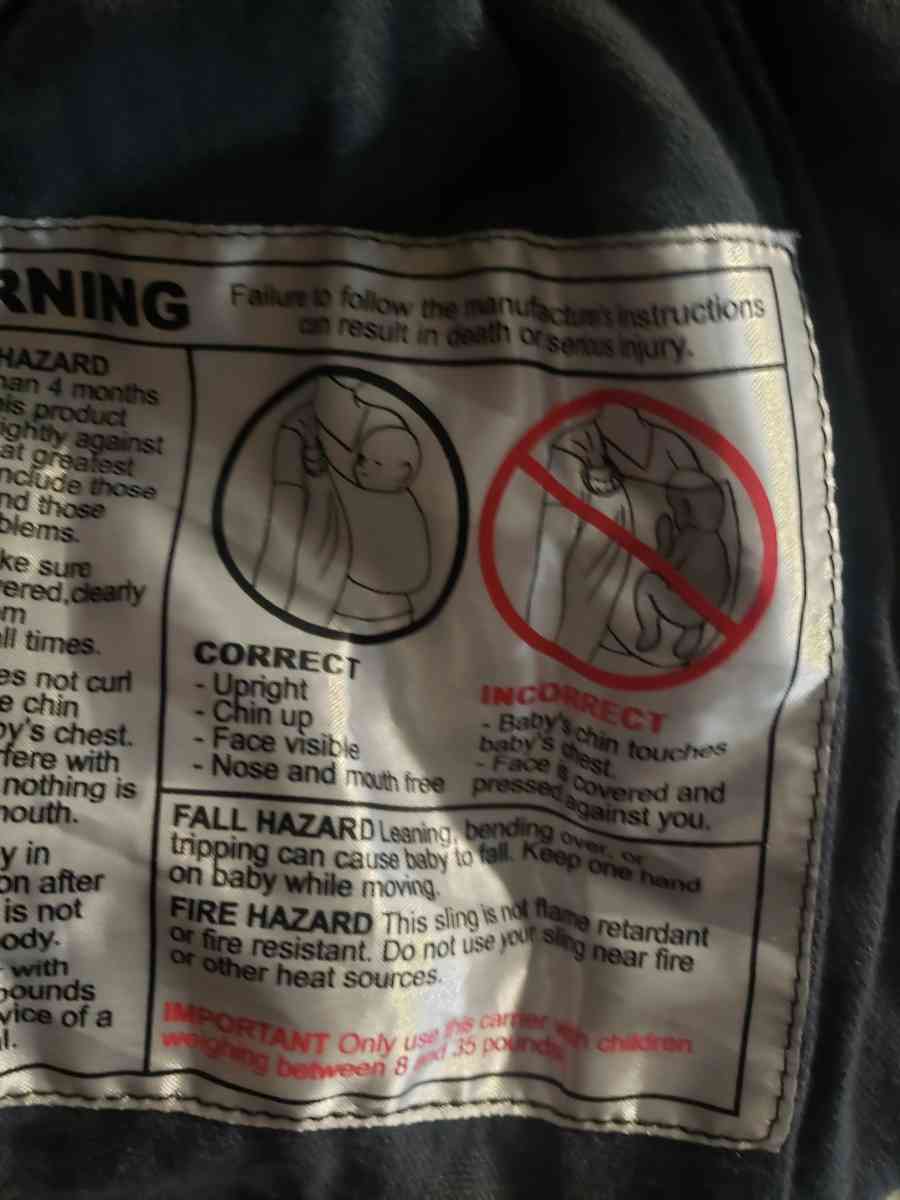 RNING
Failure to follow the manufacture's instructions
an result in death or serious injury.
HAZARD
han 4 months
his product
ightly against
at greatest
nclude those
nd those
blems.
ke sure
ered,clearly
m
ll times.
es not curl
e chin
by's chest.
rfere with
nothing is
mouth.
y in
on after
is not
ody.
with
pounds
vice of a
l.
CORRECT
- Upright
- Chin up
- Face visible
- Nose and mouth free
INCORRECT
- Baby's chin touches
baby's chest.
- Face is covered and
pressed against you.
FALL HAZARD Leaning, bending over, or
tripping can cause baby to fall. Keep one hand
on baby while moving.
FIRE HAZARD This sling is not flame retardant
or fire resistant. Do not use your sling near fire
or other heat sources.
IMPORTANT Only use this carrier with children
weighing between 8 and 35 pounds.